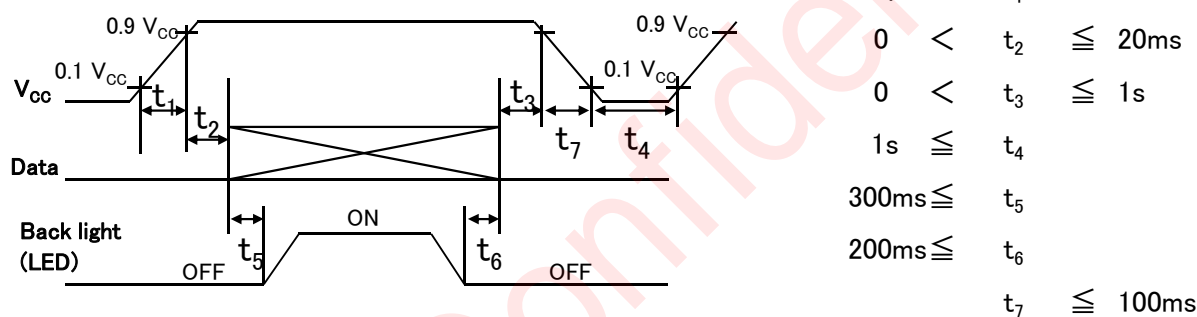 0.9 VCC
0.1 VCC
VCC
t1
t2
t3
t7
t4
0.9 VCC
0.1 VCC
Data
Back light
(LED)
OFF
t5
ON
t6
OFF
0 < t2 ≦ 20ms
0 < t3 ≦ 1s
1s ≦ t4
300ms≦ t5
200ms≦ t6
t7 ≦ 100ms